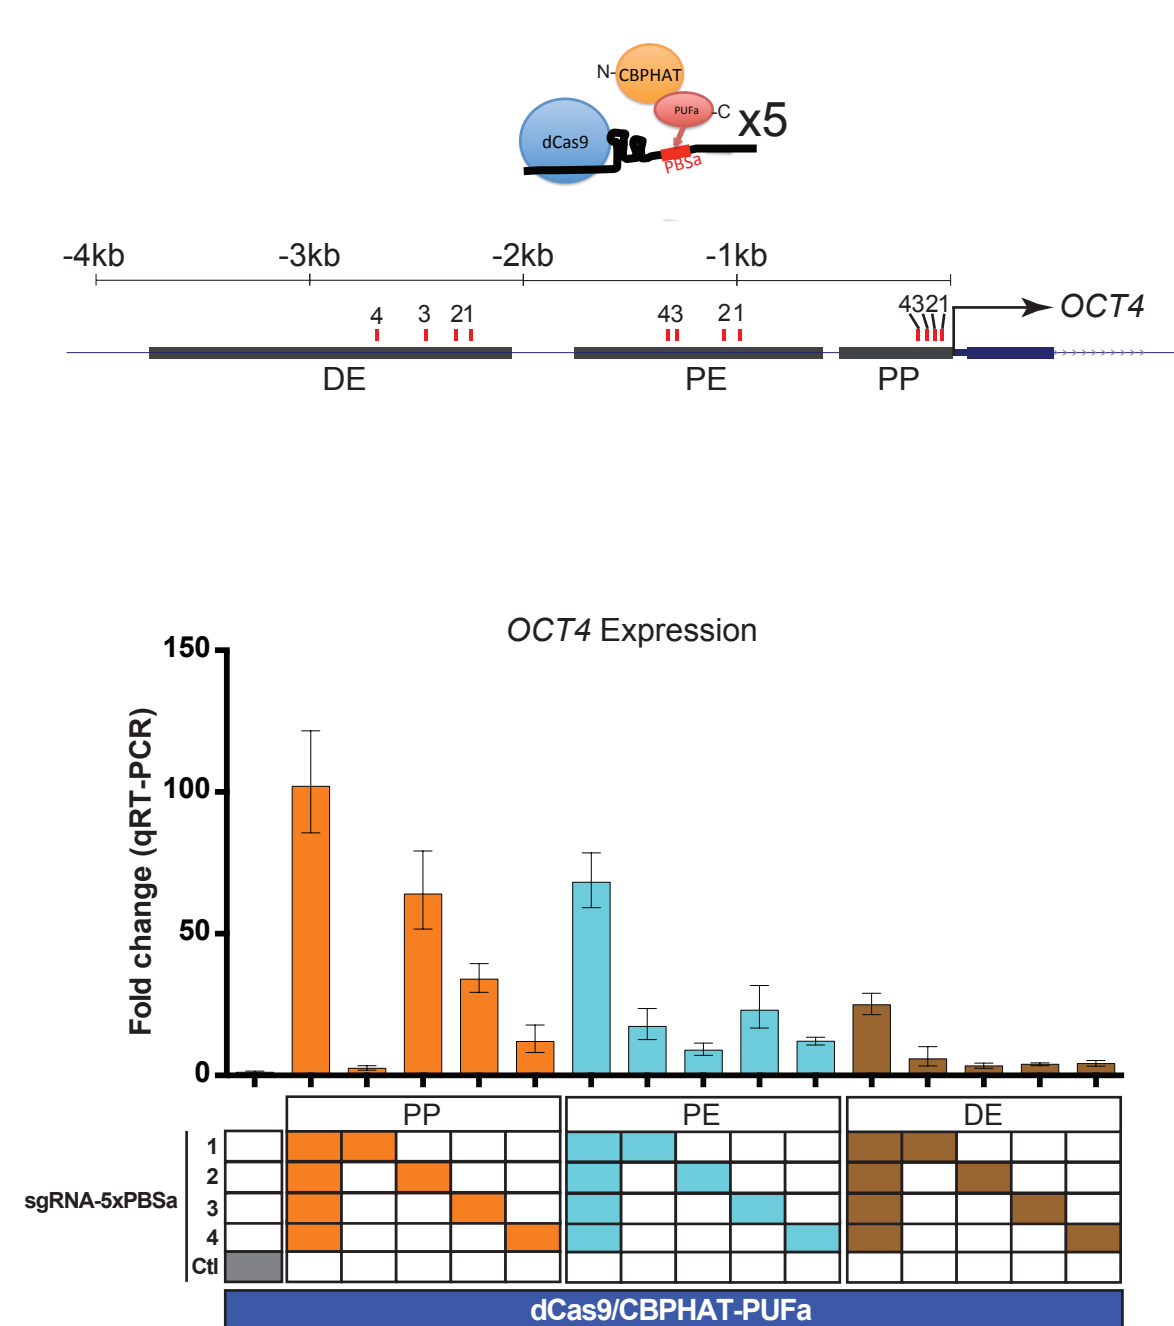 N- CBPHAT
PUFa -C x5
dCas9
PBSa
-4kb -3kb -2kb -1kb
4 3 21 43 21 4321 OCT4
DE PE PP
OCT4 Expression
150
100
50
0
Fold change (qRT-PCR)
PP PE DE
1
2
sgRNA-5xPBSa
3
4
Ctl
dCas9/CBPHAT-PUFa